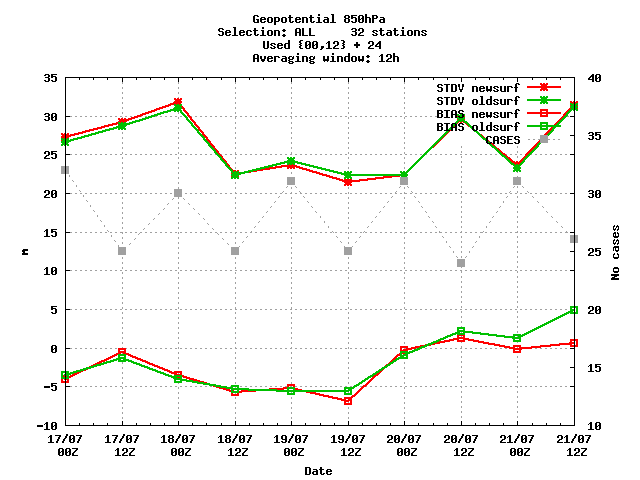 Geopotential 850hPa
Selection: ALL 32 stations
Used {00,12} + 24
Averaging window: 12h
35 40
STDV newsurf
STDV oldsurf
30 BIAS newsurf
BIAS oldsurf 35
25 CASES
20 30
15
m 10 25 No cases
5 20
0
-5 15
-10 10
17/07 17/07 18/07 18/07 19/07 19/07 20/07 20/07 21/07 21/07
00Z 12Z 00Z 12Z 00Z 12Z 00Z 12Z 00Z 12Z
Date